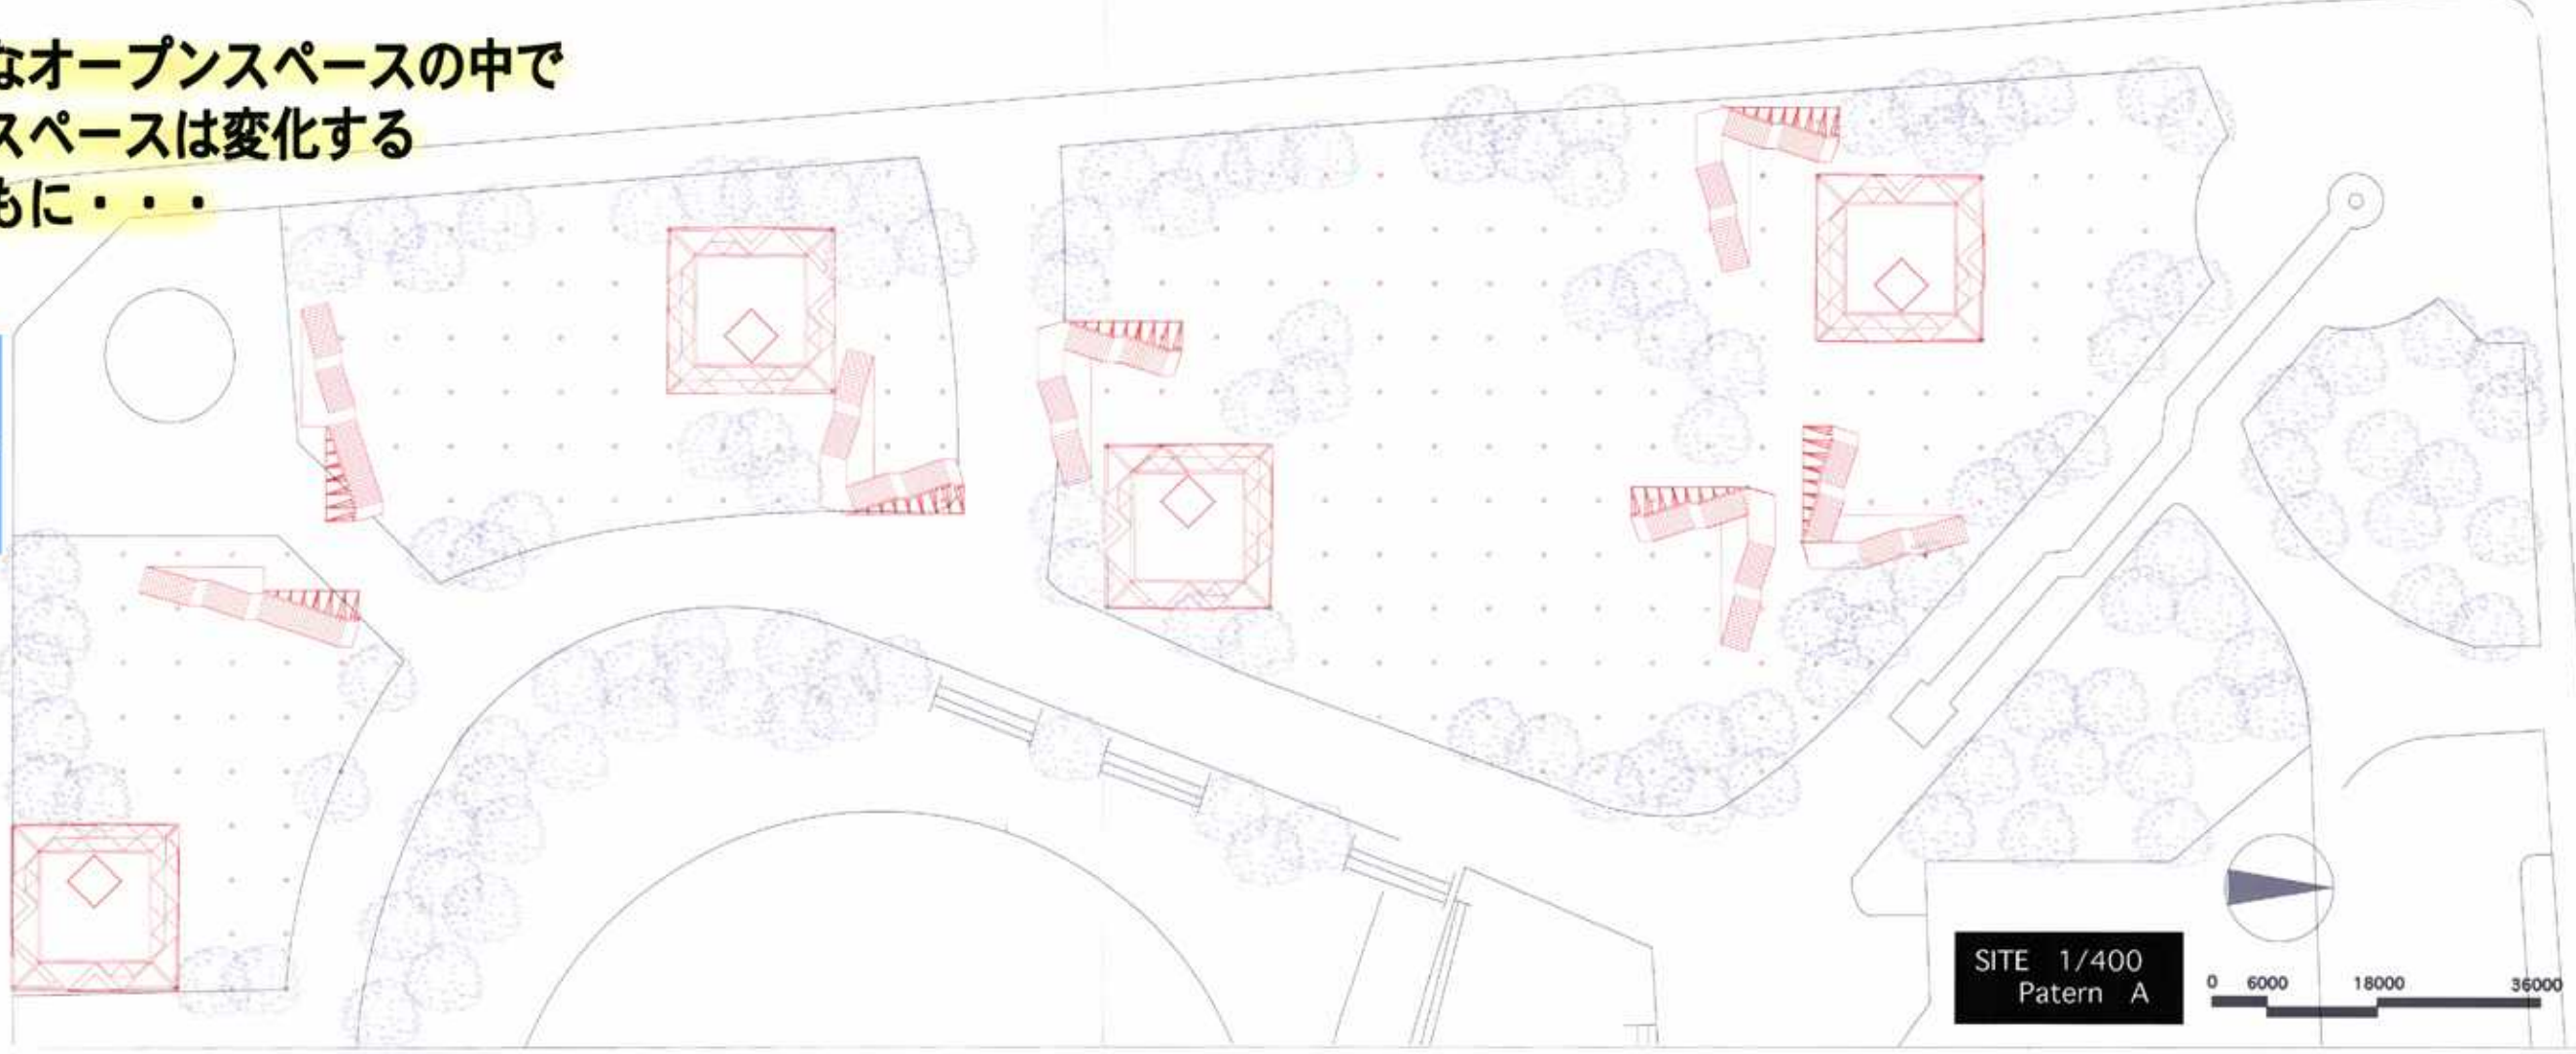 なオープンスペースの中で
スペースは変化する
もに・・・
SITE 1/400
Patern A
0 6000 18000 36000